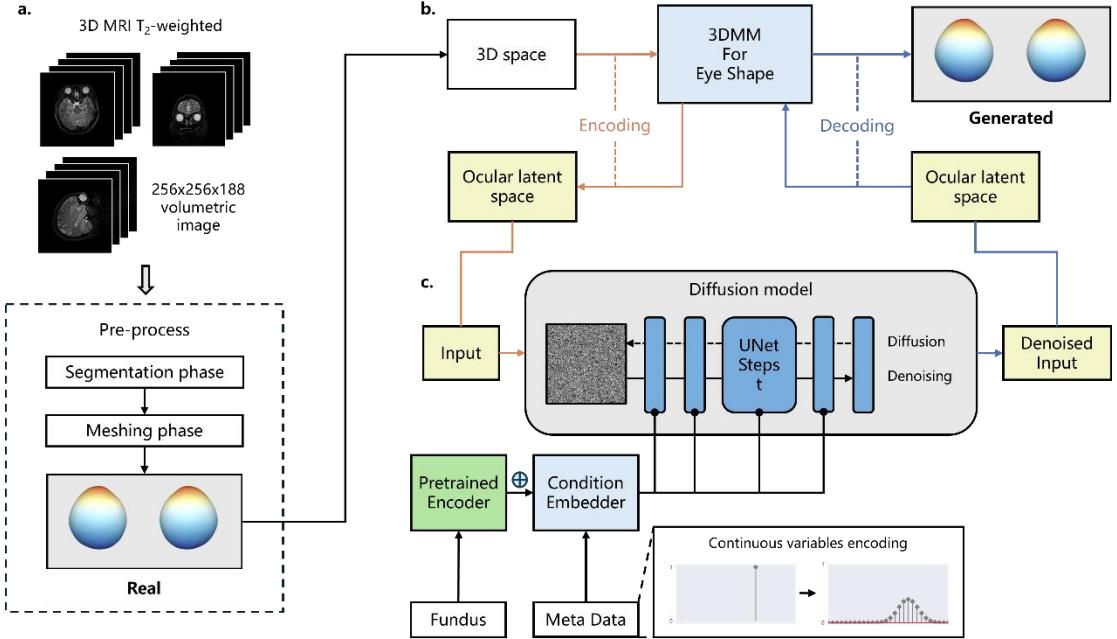 a.
3D MRI T₂-weighted
256x256x188
volumetric
image
Pre-process
Segmentation phase
Meshing phase
Real
b.
3D space
3DMM
For
Eye Shape
Generated
Encoding
Decoding
Ocular latent
space
Ocular latent
space
c.
Diffusion model
Input
UNet
Steps
t
Diffusion
Denoising
Denoised
Input
Pretrained
Encoder
Condition
Embedder
Fundus
Meta Data
Continuous variables encoding
1
0
1
0